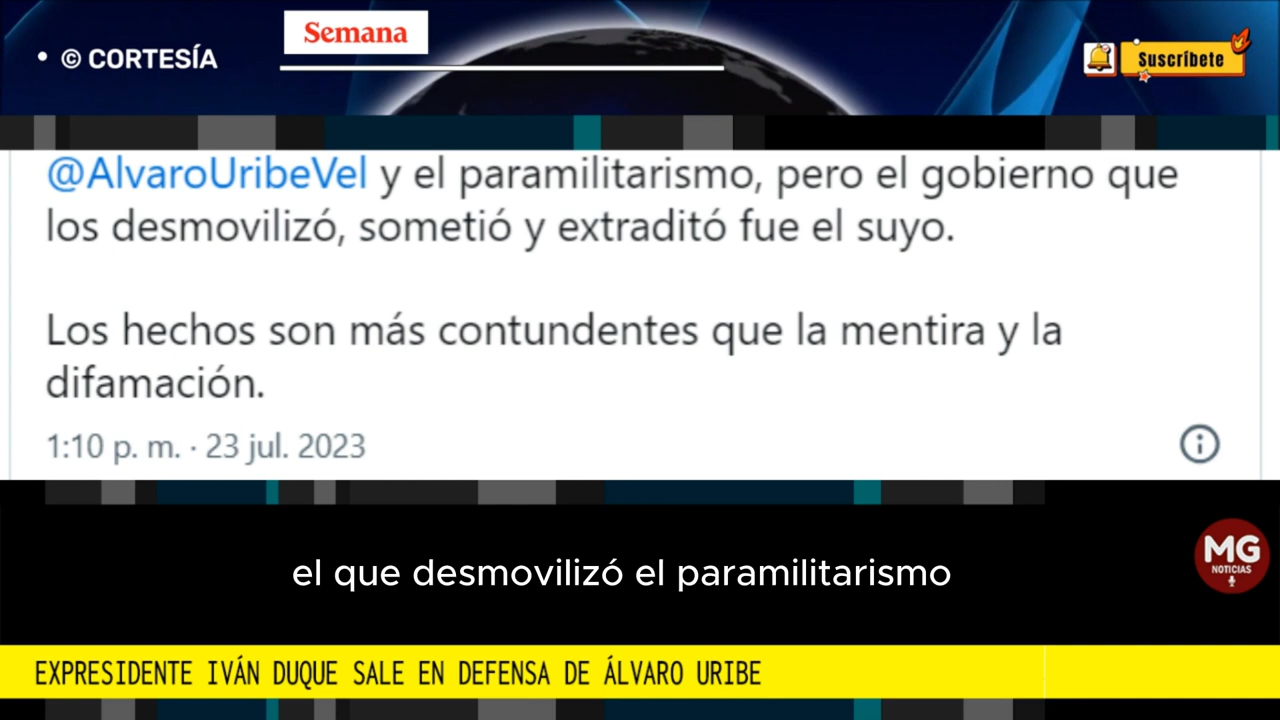 Semana
• © CORTESÍA
Suscríbete
@AlvaroUribeVel y el paramilitarismo, pero el gobierno que
los desmovilizó, sometió y extraditó fue el suyo.
Los hechos son más contundentes que la mentira y la
difamación.
1:10 p. m. · 23 jul. 2023
MG
NOTICIAS
el que desmovilizó el paramilitarismo
EXPRESIDENTE IVÁN DUQUE SALE EN DEFENSA DE ÁLVARO URIBE